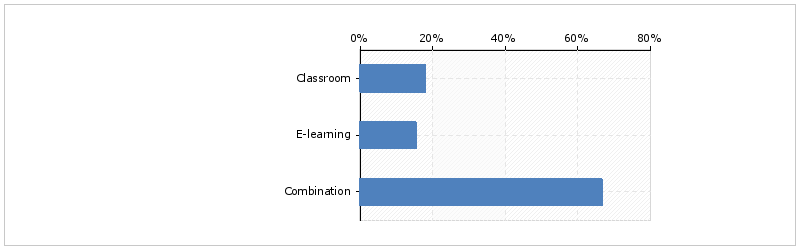 0% 20% 40% 60% 80%
Classroom
E-learning
Combination